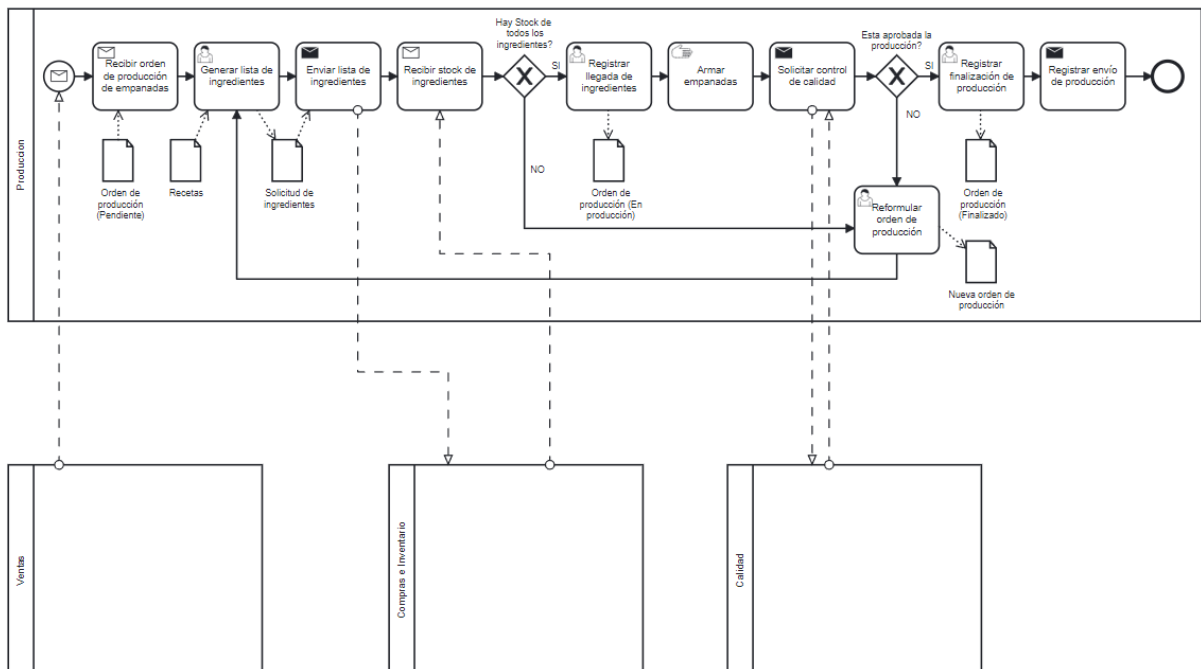 Produccion
Recibir orden
de producción
de empanadas
Generar lista de
ingredientes
Enviar lista de
ingredientes
Recibir stock de
ingredientes
Hay Stock de
todos los
ingredientes?
SI
NO
Registrar
llegada de
ingredientes
Armar
empanadas
Solicitar control
de calidad
Esta aprobada la
producción?
SI
NO
Registrar
finalización de
producción
Registrar envío
de producción
Orden de
producción
(Pendiente)
Recetas
Solicitud de
ingredientes
Orden de
producción (En
producción)
Reformular
orden de
producción
Orden de
producción
(Finalizado)
Nueva orden de
producción
Ventas
Compras e Inventario
Calidad